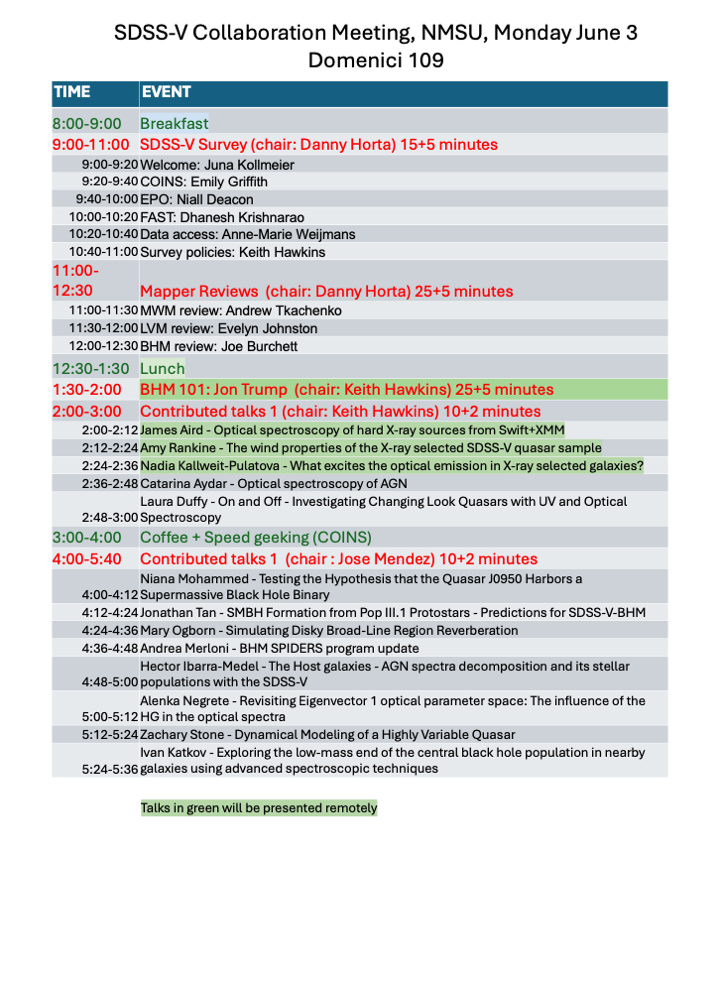 SDSS-V Collaboration Meeting, NMSU, Monday June 3
Domenici 109
TIME EVENT
8:00-9:00 Breakfast
9:00-11:00 SDSS-V Survey (chair: Danny Horta) 15+5 minutes
9:00-9:20 Welcome: Juna Kollmeier
9:20-9:40 COINS: Emily Griffith
9:40-10:00 EPO: Niall Deacon
10:00-10:20 FAST: Dhanesh Krishnarao
10:20-10:40 Data access: Anne-Marie Weijmans
10:40-11:00 Survey policies: Keith Hawkins
11:00-
12:30 Mapper Reviews (chair: Danny Horta) 25+5 minutes
11:00-11:30 MWM review: Andrew Tkachenko
11:30-12:00 LVM review: Evelyn Johnston
12:00-12:30 BHM review: Joe Burchett
12:30-1:30 Lunch
1:30-2:00 BHM 101: Jon Trump (chair: Keith Hawkins) 25+5 minutes
2:00-3:00 Contributed talks 1 (chair: Keith Hawkins) 10+2 minutes
2:00-2:12 James Aird - Optical spectroscopy of hard X-ray sources from Swift+XMM
2:12-2:24 Amy Rankine - The wind properties of the X-ray selected SDSS-V quasar sample
2:24-2:36 Nadia Kallweit-Pulatova - What excites the optical emission in X-ray selected galaxies?
2:36-2:48 Catarina Aydar - Optical spectroscopy of AGN
Laura Duffy - On and Off - Investigating Changing Look Quasars with UV and Optical
2:48-3:00 Spectroscopy
3:00-4:00 Coffee + Speed geeking (COINS)
4:00-5:40 Contributed talks 1 (chair : Jose Mendez) 10+2 minutes
Niana Mohammed - Testing the Hypothesis that the Quasar J0950 Harbors a
4:00-4:12 Supermassive Black Hole Binary
4:12-4:24 Jonathan Tan - SMBH Formation from Pop III.1 Protostars - Predictions for SDSS-V-BHM
4:24-4:36 Mary Ogborn - Simulating Disky Broad-Line Region Reverberation
4:36-4:48 Andrea Merloni - BHM SPIDERS program update
Hector Ibarra-Medel - The Host galaxies - AGN spectra decomposition and its stellar
4:48-5:00 populations with the SDSS-V
Alenka Negrete - Revisiting Eigenvector 1 optical parameter space: The influence of the
5:00-5:12 HG in the optical spectra
5:12-5:24 Zachary Stone - Dynamical Modeling of a Highly Variable Quasar
Ivan Katkov - Exploring the low-mass end of the central black hole population in nearby
5:24-5:36 galaxies using advanced spectroscopic techniques
Talks in green will be presented remotely